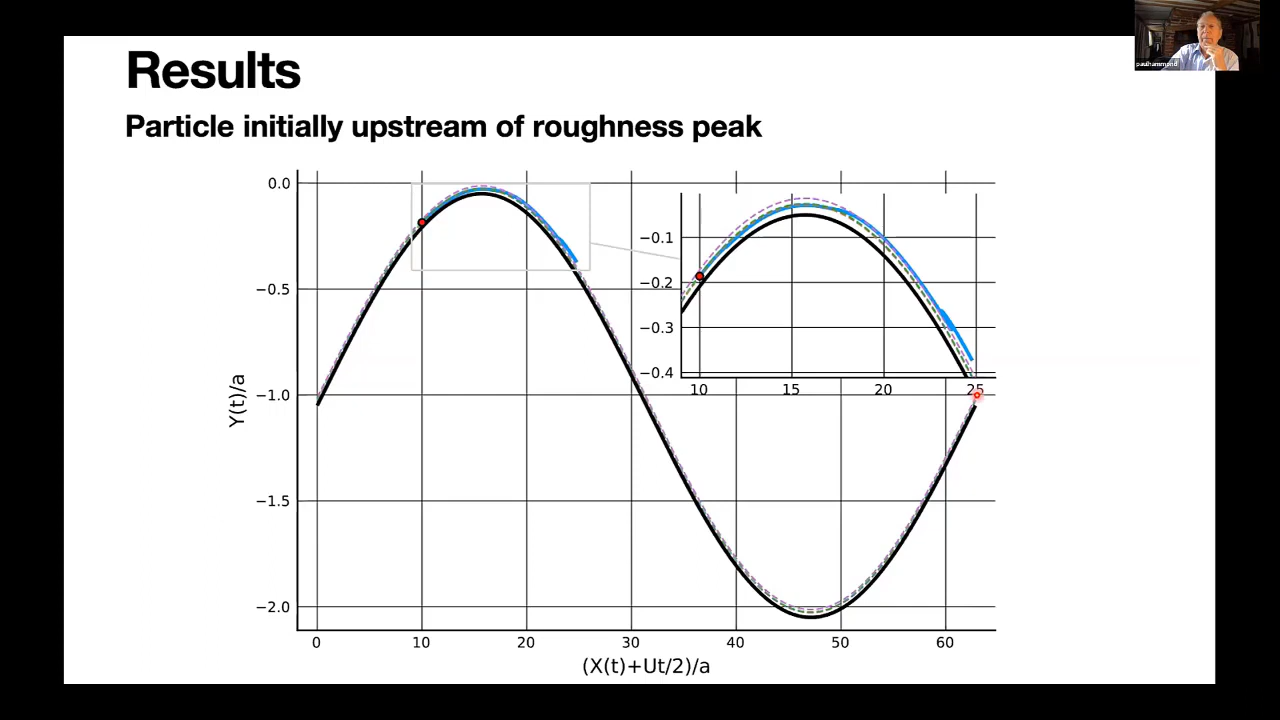 Results
paulhammond
Particle initially upstream of roughness peak
0.0
−0.5
−1.0
−1.5
−2.0
Y(t)/a
−0.1
−0.2
−0.3
−0.4
10 15 20 25
0 10 20 30 40 50 60
(X(t)+Ut/2)/a